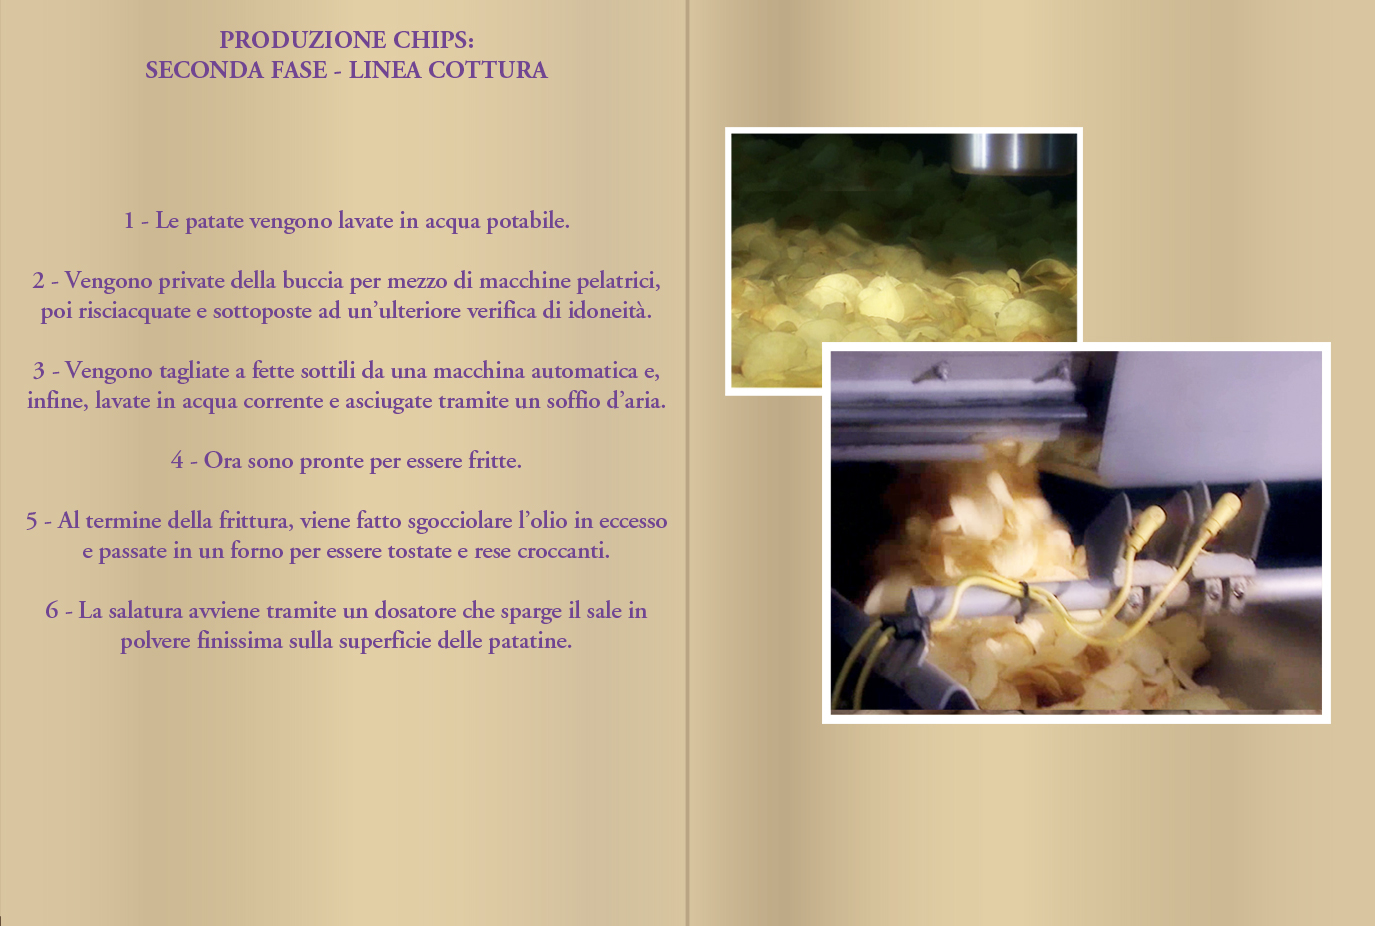 PRODUZIONE CHIPS:
SECONDA FASE - LINEA COTTURA
1 - Le patate vengono lavate in acqua potabile.
2 - Vengono private della buccia per mezzo di macchine pelatrici,
poi risciacquate e sottoposte ad un’ulteriore verifica di idoneità.
3 - Vengono tagliate a fette sottili da una macchina automatica e,
infine, lavate in acqua corrente e asciugate tramite un soffio d’aria.
4 - Ora sono pronte per essere fritte.
5 - Al termine della frittura, viene fatto sgocciolare l’olio in eccesso
e passate in un forno per essere tostate e rese croccanti.
6 - La salatura avviene tramite un dosatore che sparge il sale in
polvere finissima sulla superficie delle patatine.